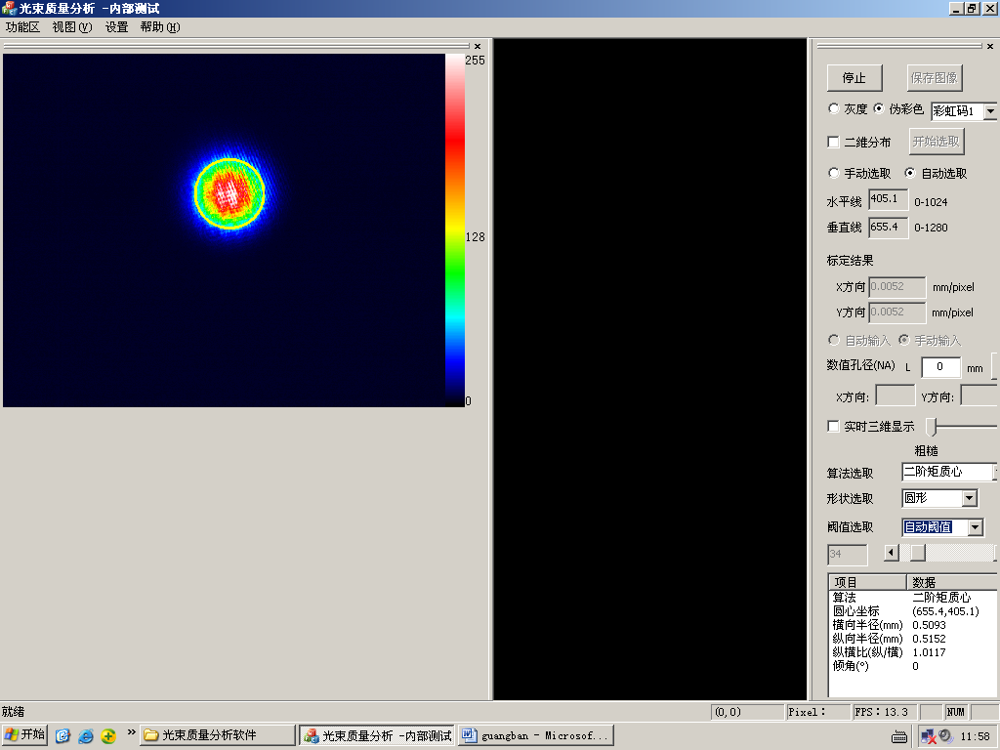 光束质量分析 -内部测试
功能区 视图(V) 设置 帮助(H)
255
128
0
停止 保存图像
灰度 伪彩色 彩虹码1
二维分布 开始选取
手动选取 自动选取
水平线 405.1 0-1024
垂直线 655.4 0-1280
标定结果
X方向 0.0052 mm/pixel
Y方向 0.0052 mm/pixel
自动输入 手动输入
数值孔径(NA) L 0 mm
X方向: Y方向:
实时三维显示
粗糙
算法选取 二阶矩质心
形状选取 圆形
阈值选取 自动阈值
34
项目 数据
算法 二阶矩质心
圆心坐标 (655.4,405.1)
横向半径(mm) 0.5093
纵向半径(mm) 0.5152
纵横比(纵/横) 1.0117
倾角(°) 0
就绪 (0,0) Pixel: FPS:13.3 NUM
开始 » 光束质量分析软件 光束质量分析 -内部测试 guangban - Microsof... 11:58